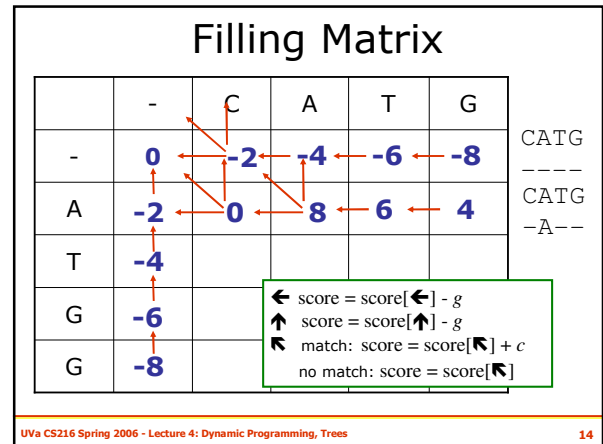 Filling Matrix
- C A T G
- 0 -2 -4 -6 -8
A -2 0 8 6 4
T -4
G -6
G -8
CATG
----
CATG
-A--
🡸 score = score[🡸] - g
🡹 score = score[🡹] - g
🡼 match: score = score[🡼] + c
no match: score = score[🡼]
UVa CS216 Spring 2006 - Lecture 4: Dynamic Programming, Trees
14